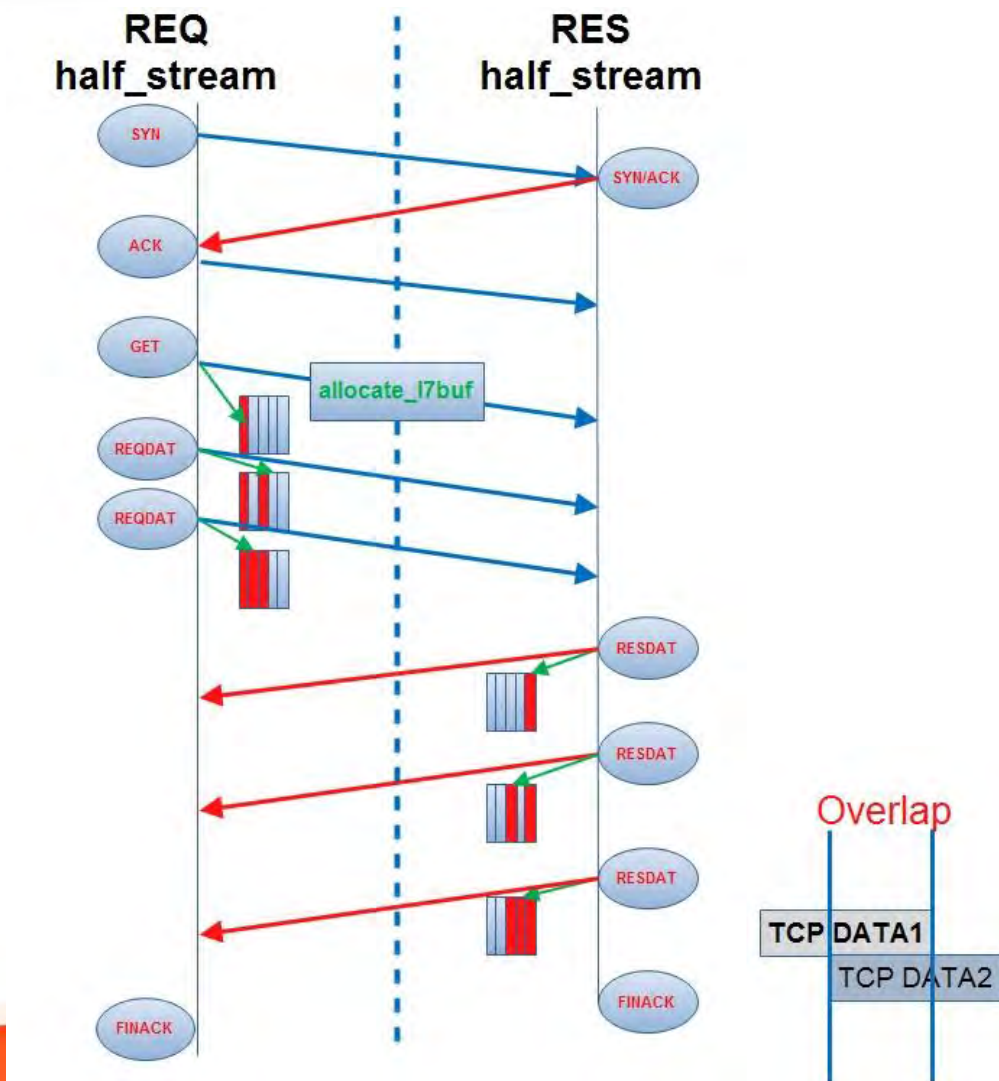 REQ
half_stream
RES
half_stream
SYN
SYN/ACK
ACK
GET
allocate_l7buf
REQDAT
REQDAT
RESDAT
RESDAT
RESDAT
FINACK
FINACK
Overlap
TCP DATA1
TCP DATA2